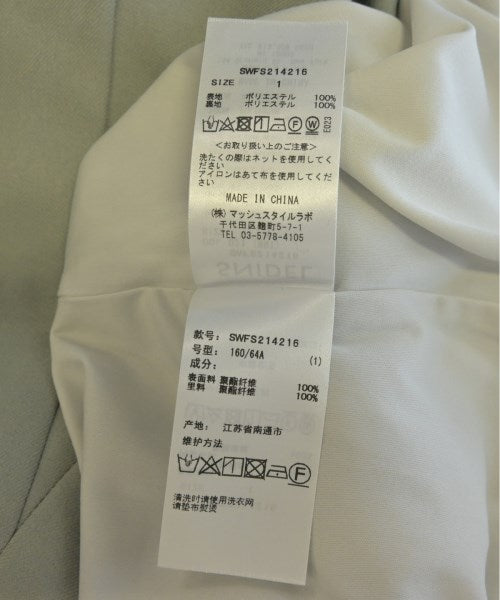 SWFS214216
SIZE 1
表地 ポリエステル 100%
裏地 ポリエステル 100%
E023
<お取り扱い上のご注意>
洗たくの際はネットを使用してくだ
さい
アイロンはあて布を使用してください
MADE IN CHINA
(株) マッシュスタイルラボ
千代田区麹町5-7-1
TEL 03-5778-4105
款号: SWFS214216
号型: 160/64A (1)
成分:
表面料 聚酯纤维 100%
里料 聚酯纤维 100%
产地: 江苏省南通市
维护方法
清洗时请使用洗衣网
请垫布熨烫